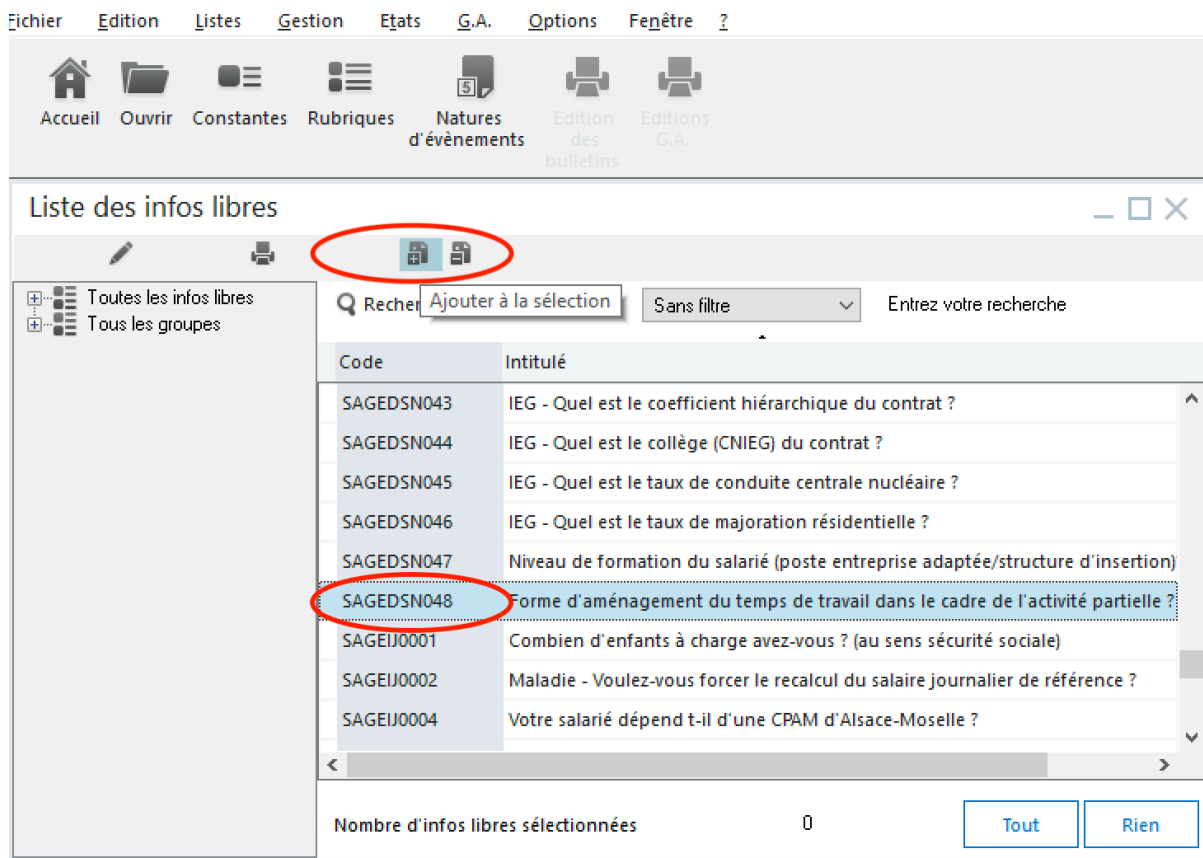 Fichier Edition Listes Gestion Etats G.A. Options Fenêtre ?
Accueil Ouvrir Constantes Rubriques Natures d'évènements Edition des bulletins Editions G.A.
Liste des infos libres
Toutes les infos libres
Tous les groupes
Recher Ajouter à la sélection Sans filtre Entrez votre recherche
Code Intitulé
SAGEDSN043 IEG - Quel est le coefficient hiérarchique du contrat ?
SAGEDSN044 IEG - Quel est le collège (CNIEG) du contrat ?
SAGEDSN045 IEG - Quel est le taux de conduite centrale nucléaire ?
SAGEDSN046 IEG - Quel est le taux de majoration résidentielle ?
SAGEDSN047 Niveau de formation du salarié (poste entreprise adaptée/structure d'insertion)
SAGEDSN048 Forme d'aménagement du temps de travail dans le cadre de l'activité partielle ?
SAGEIJ0001 Combien d'enfants à charge avez-vous ? (au sens sécurité sociale)
SAGEIJ0002 Maladie - Voulez-vous forcer le recalcul du salaire journalier de référence ?
SAGEIJ0004 Votre salarié dépend t-il d'une CPAM d'Alsace-Moselle ?
Nombre d'infos libres sélectionnées 0 Tout Rien